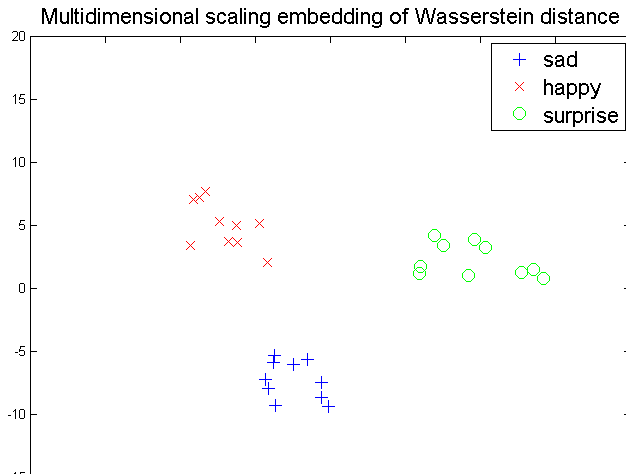 Multidimensional scaling embedding of Wasserstein distance
20
sad
happy
surprise
15
10
5
0
-5
-10